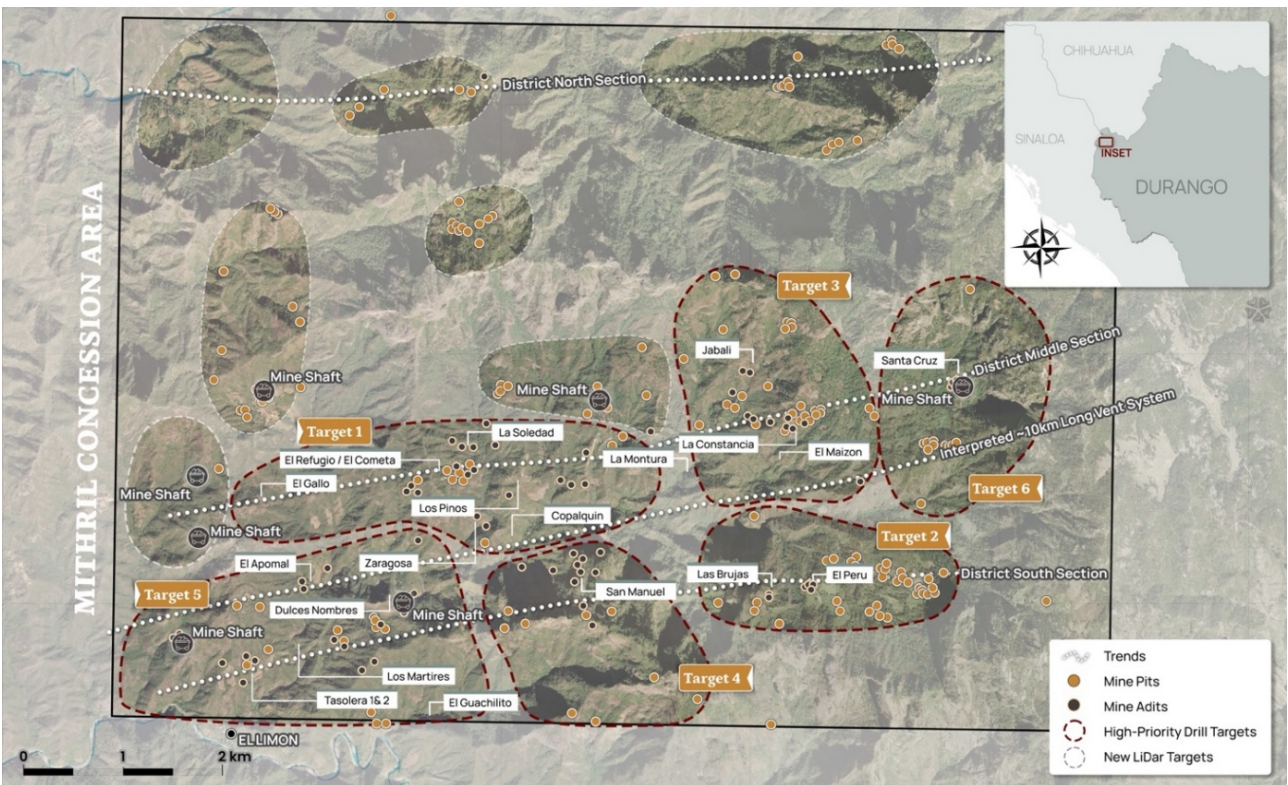 CHIHUAHUA
SINALOA
INSET
DURANGO
District North Section
MITHRIL CONCESSION AREA
Target 3
Jabali
Santa Cruz
District Middle Section
Mine Shaft
Mine Shaft
Mine Shaft
Interpreted ~10km Long Vent System
Target 1
La Soledad
La Constancia
El Maizon
El Refugio / El Cometa
La Montura
El Gallo
Target 6
Mine Shaft
Los Pinos
Copalquin
Mine Shaft
Target 2
El Apomal
Zaragosa
Las Brujas
El Peru
District South Section
Target 5
San Manuel
Dulces Nombres
Mine Shaft
Mine Shaft
Los Martires
Target 4
Tasolera 1& 2
El Guachilito
EL LIMON
0 1 2 km
Trends
Mine Pits
Mine Adits
High-Priority Drill Targets
New LiDar Targets